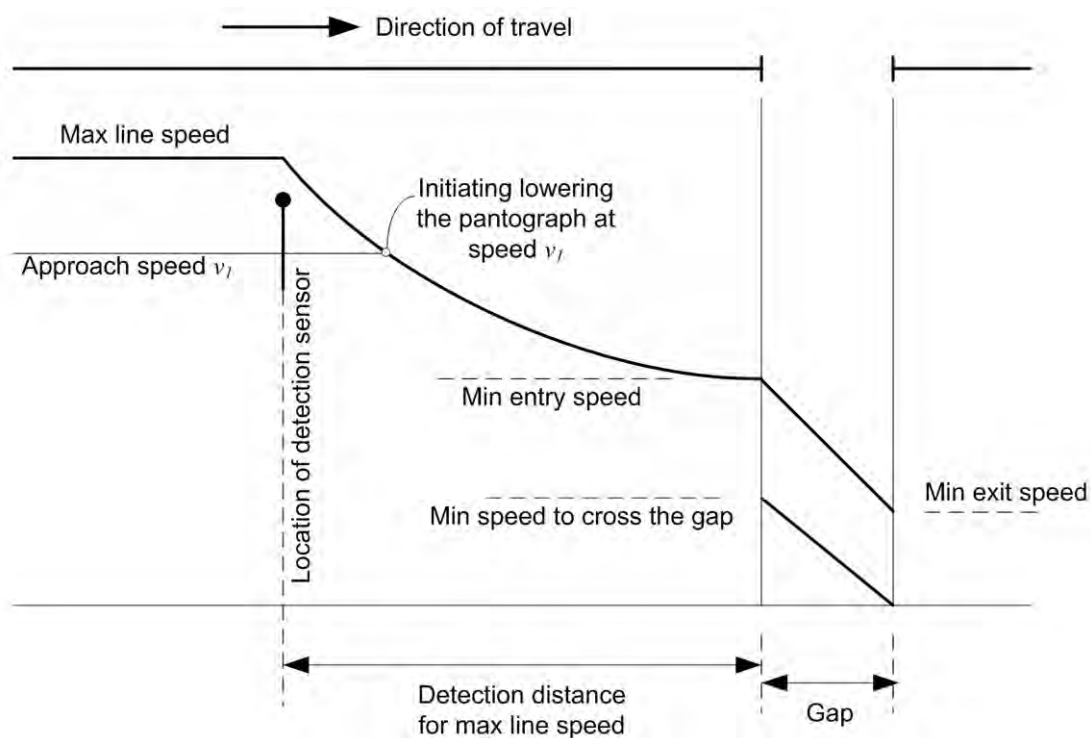 Direction of travel
Max line speed
Initiating lowering
the pantograph at
speed v₁
Approach speed v₁
Location of detection sensor
Min entry speed
Min exit speed
Min speed to cross the gap
Detection distance
for max line speed
Gap